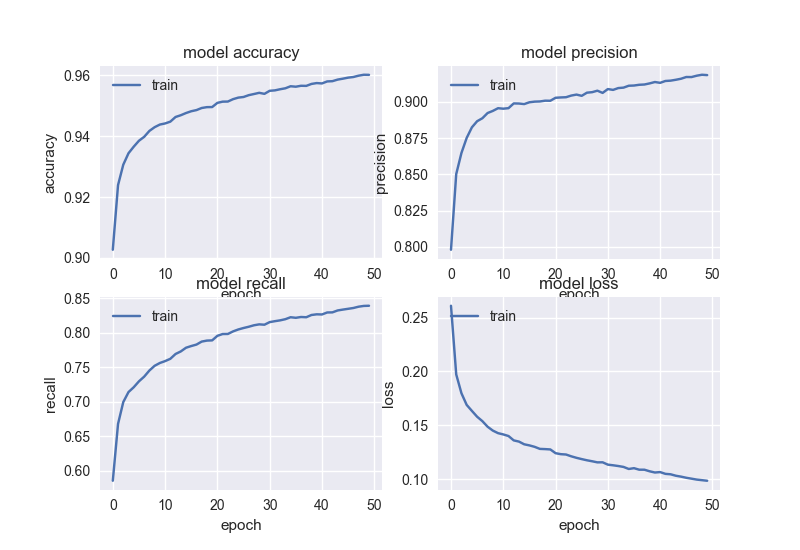 model accuracy
train
accuracy
0.96
0.94
0.92
0.90
0 10 20 30 40 50
epoch
model precision
train
precision
0.900
0.875
0.850
0.825
0.800
0 10 20 30 40 50
epoch
model recall
train
recall
0.85
0.80
0.75
0.70
0.65
0.60
0 10 20 30 40 50
epoch
model loss
train
loss
0.25
0.20
0.15
0.10
0 10 20 30 40 50
epoch